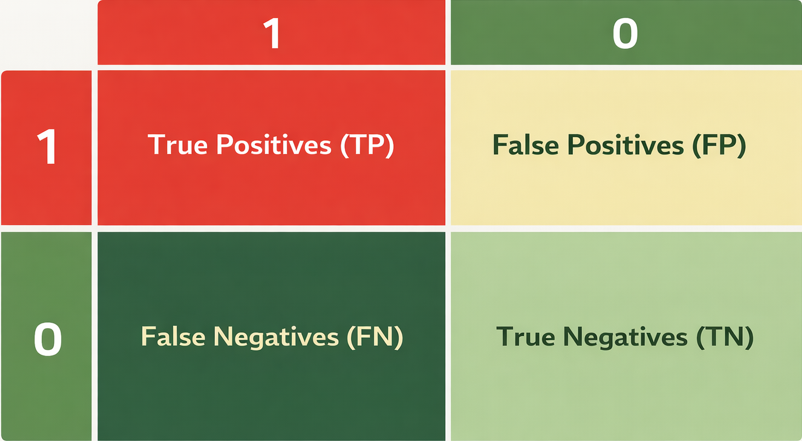 1
0
1
True Positives (TP)
False Positives (FP)
0
False Negatives (FN)
True Negatives (TN)